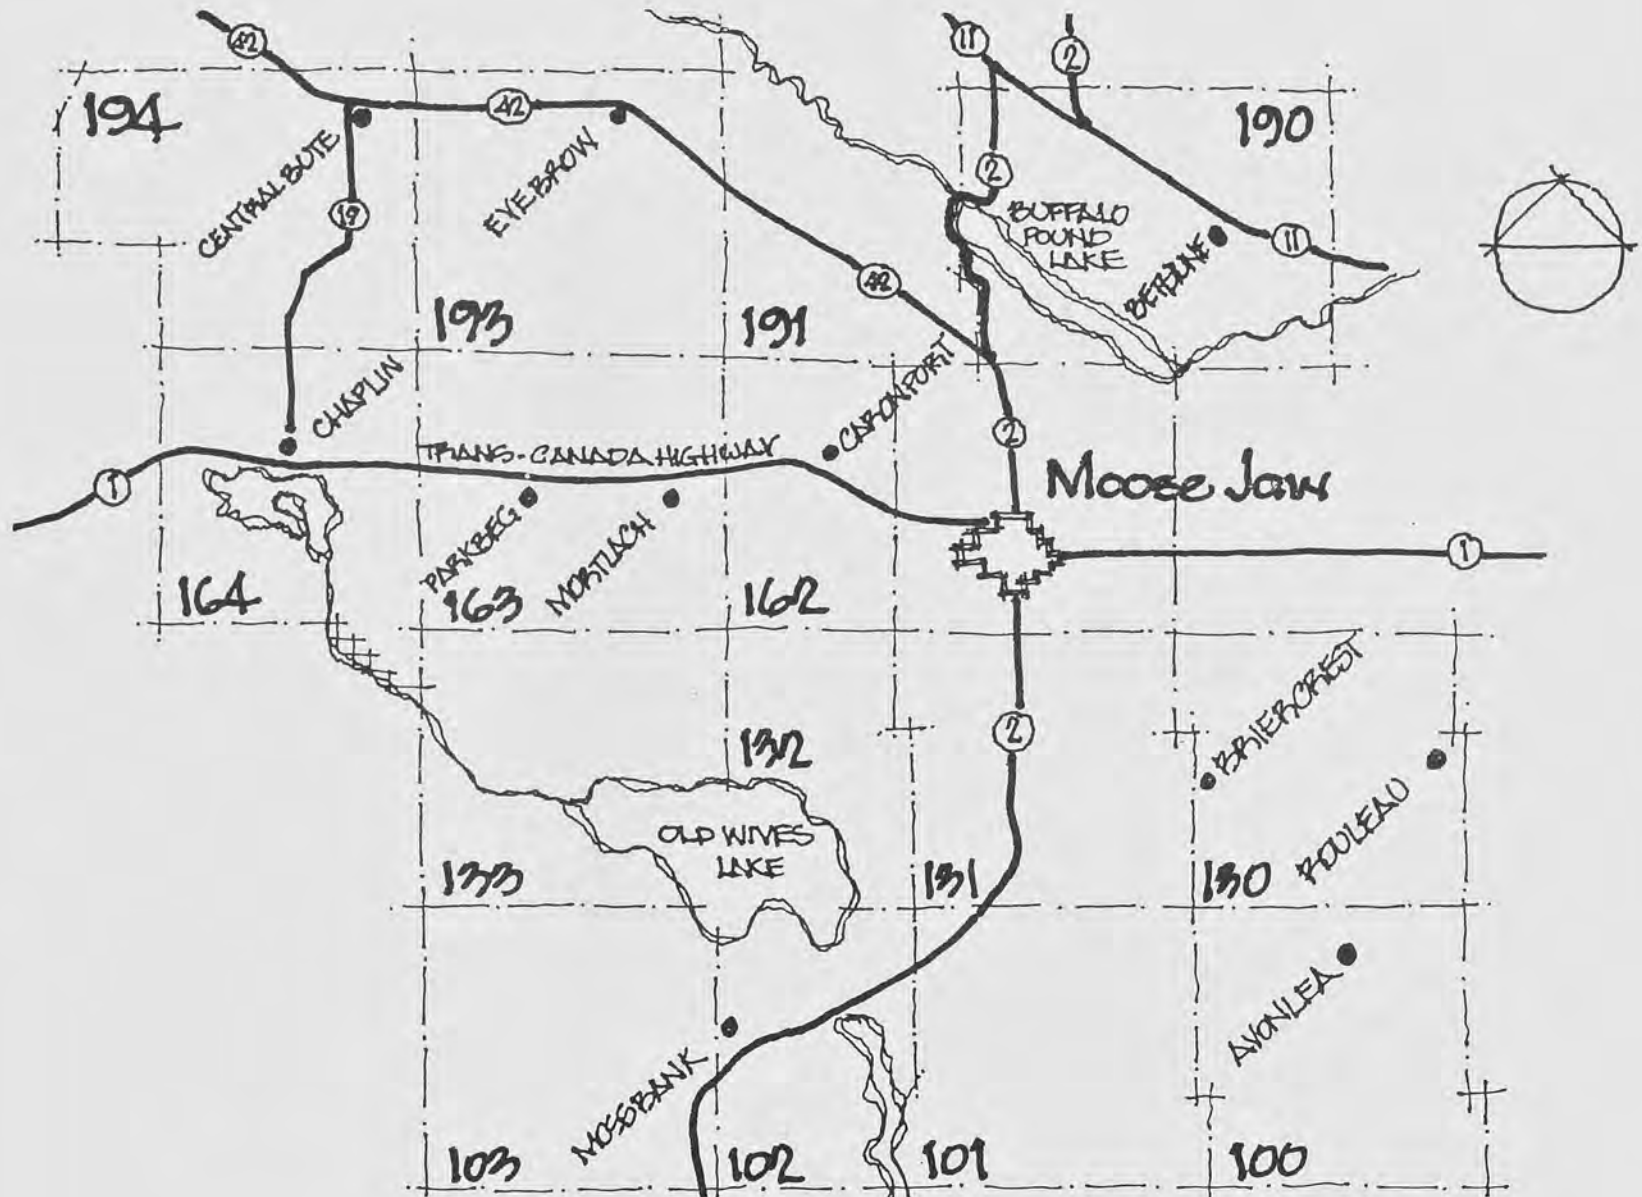 42
11
2
194
42
190
CENTRAL BUTE
EYEBROW
2
19
BUFFALO
POUND
LAKE
BETHUNE
11
42
193
191
CHAPLIN
CARONPORT
2
TRANS-CANADA HIGHWAY
1
Moose Jaw
PARKBEG
MORTLACH
1
164
163
162
2
BRIERCREST
132
OLD WIVES
LAKE
ROULEAU
133
131
130
AVONLEA
MOSSBANK
103
102
101
100